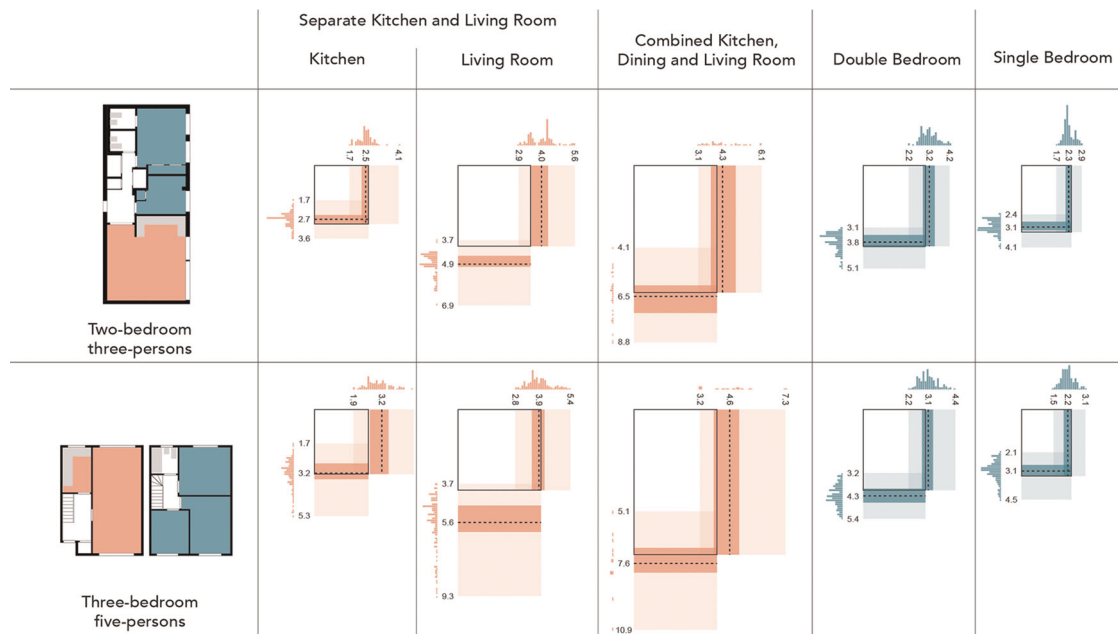 Separate Kitchen and Living Room
Kitchen
Living Room
Combined Kitchen,
Dining and Living Room
Double Bedroom
Single Bedroom
Two-bedroom
three-persons
1.7 2.5 4.1
1.7
2.7
3.6
2.9 4.0 5.6
3.7
4.9
6.9
3.1 4.3 6.1
4.1
6.5
8.8
2.2 3.2 4.2
3.1
3.8
5.1
1.7 2.3 2.9
2.4
3.1
4.1
Three-bedroom
five-persons
1.9 3.2
1.7
3.2
5.3
2.8 3.9 5.4
3.7
5.6
9.3
3.2 4.6 7.3
5.1
7.6
10.9
2.2 3.1 4.4
3.2
4.3
5.4
1.5 2.2 3.1
2.1
3.1
4.5